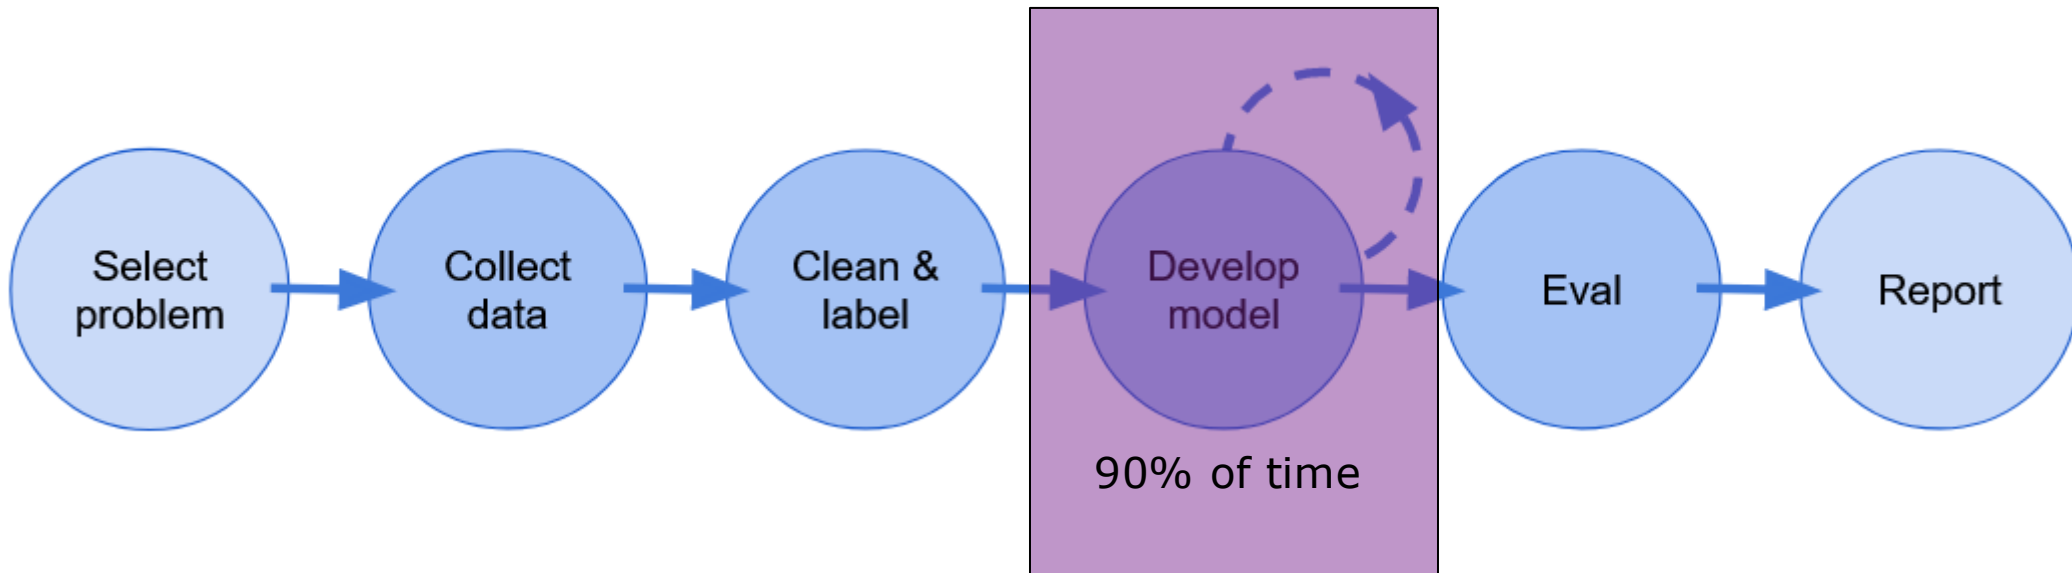 Select
problem
Collect
data
Clean &
label
Develop
model
90% of time
Eval
Report